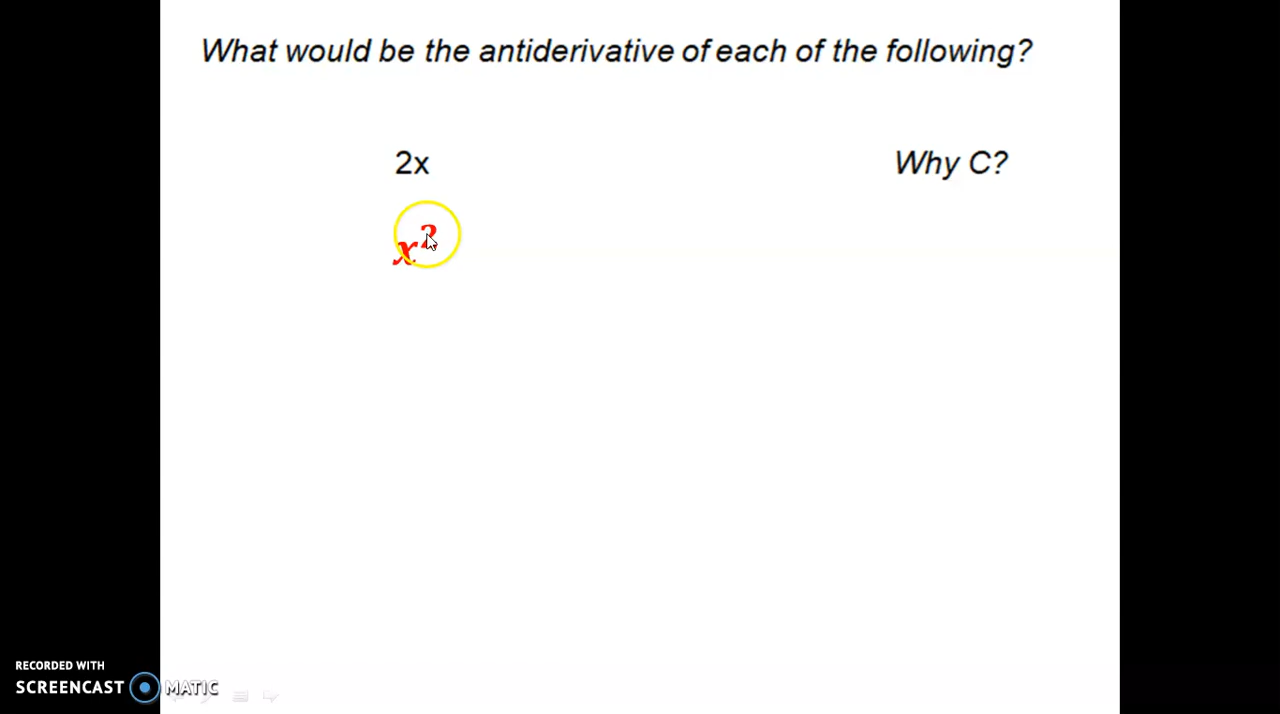 What would be the antiderivative of each of the following?
2x
Why C?
x²
RECORDED WITH
SCREENCAST MATIC